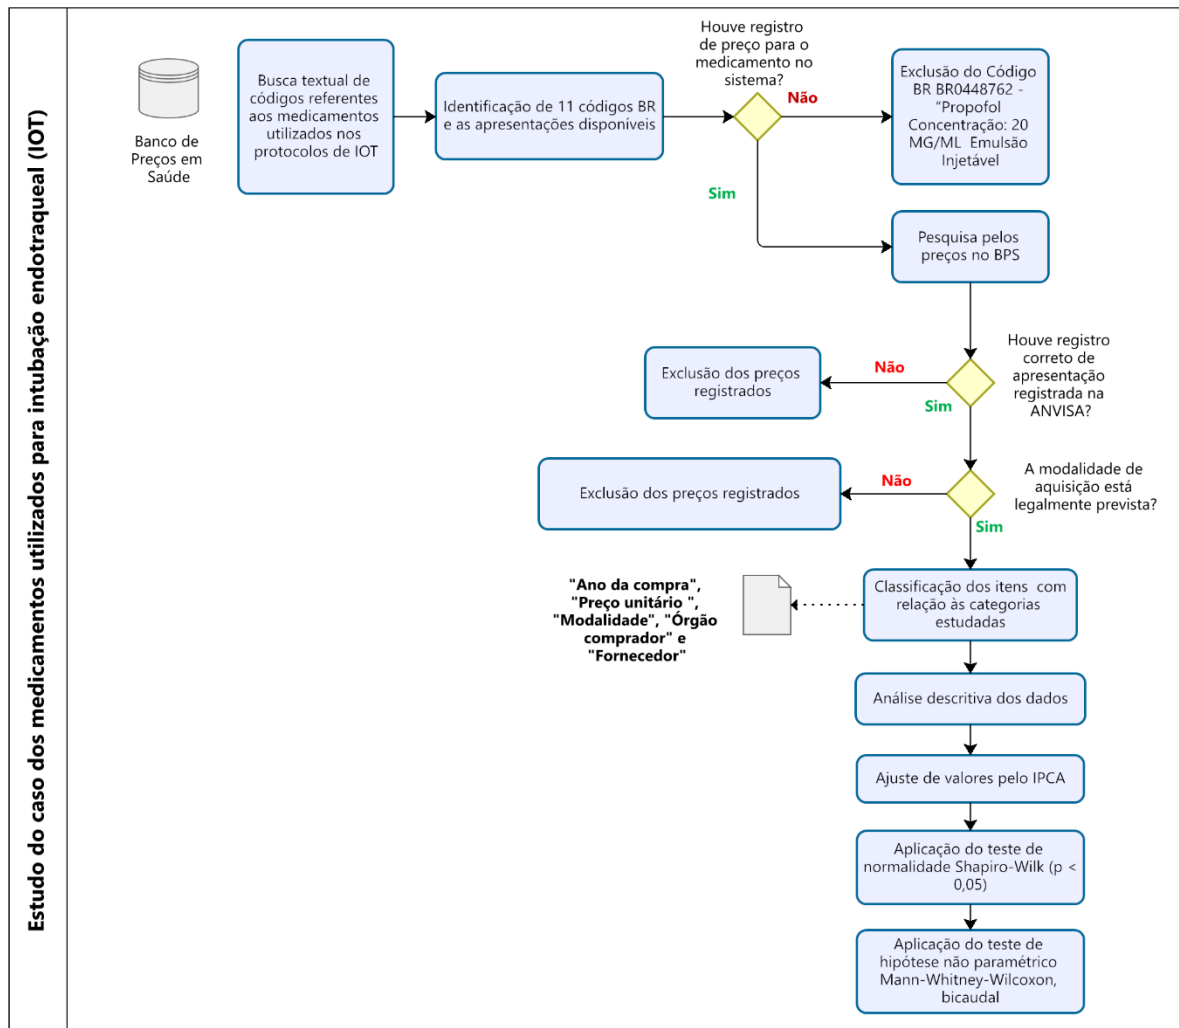 Estudo do caso dos medicamentos utilizados para intubação endotraqueal (IOT)
Banco de
Preços em
Saúde
Busca textual de
códigos referentes
aos medicamentos
utilizados nos
protocolos de IOT
Identificação de 11 códigos BR
e as apresentações disponíveis
Houve registro
de preço para o
medicamento no
sistema?
Não
Exclusão do Código
BR BR0448762 -
“Propofol
Concentração: 20
MG/ML Emulsão
Injetável
Sim
Pesquisa pelos
preços no BPS
Houve registro
correto de
apresentação
registrada na
ANVISA?
Não
Exclusão dos preços
registrados
Sim
A modalidade de
aquisição está
legalmente prevista?
Não
Exclusão dos preços registrados
Sim
Classificação dos itens com
relação às categorias
estudadas
"Ano da compra",
"Preço unitário ",
"Modalidade", "Órgão
comprador" e
"Fornecedor"
Análise descritiva dos dados
Ajuste de valores pelo IPCA
Aplicação do teste de
normalidade Shapiro-Wilk (p <
0,05)
Aplicação do teste de
hipótese não paramétrico
Mann-Whitney-Wilcoxon,
bicaudal